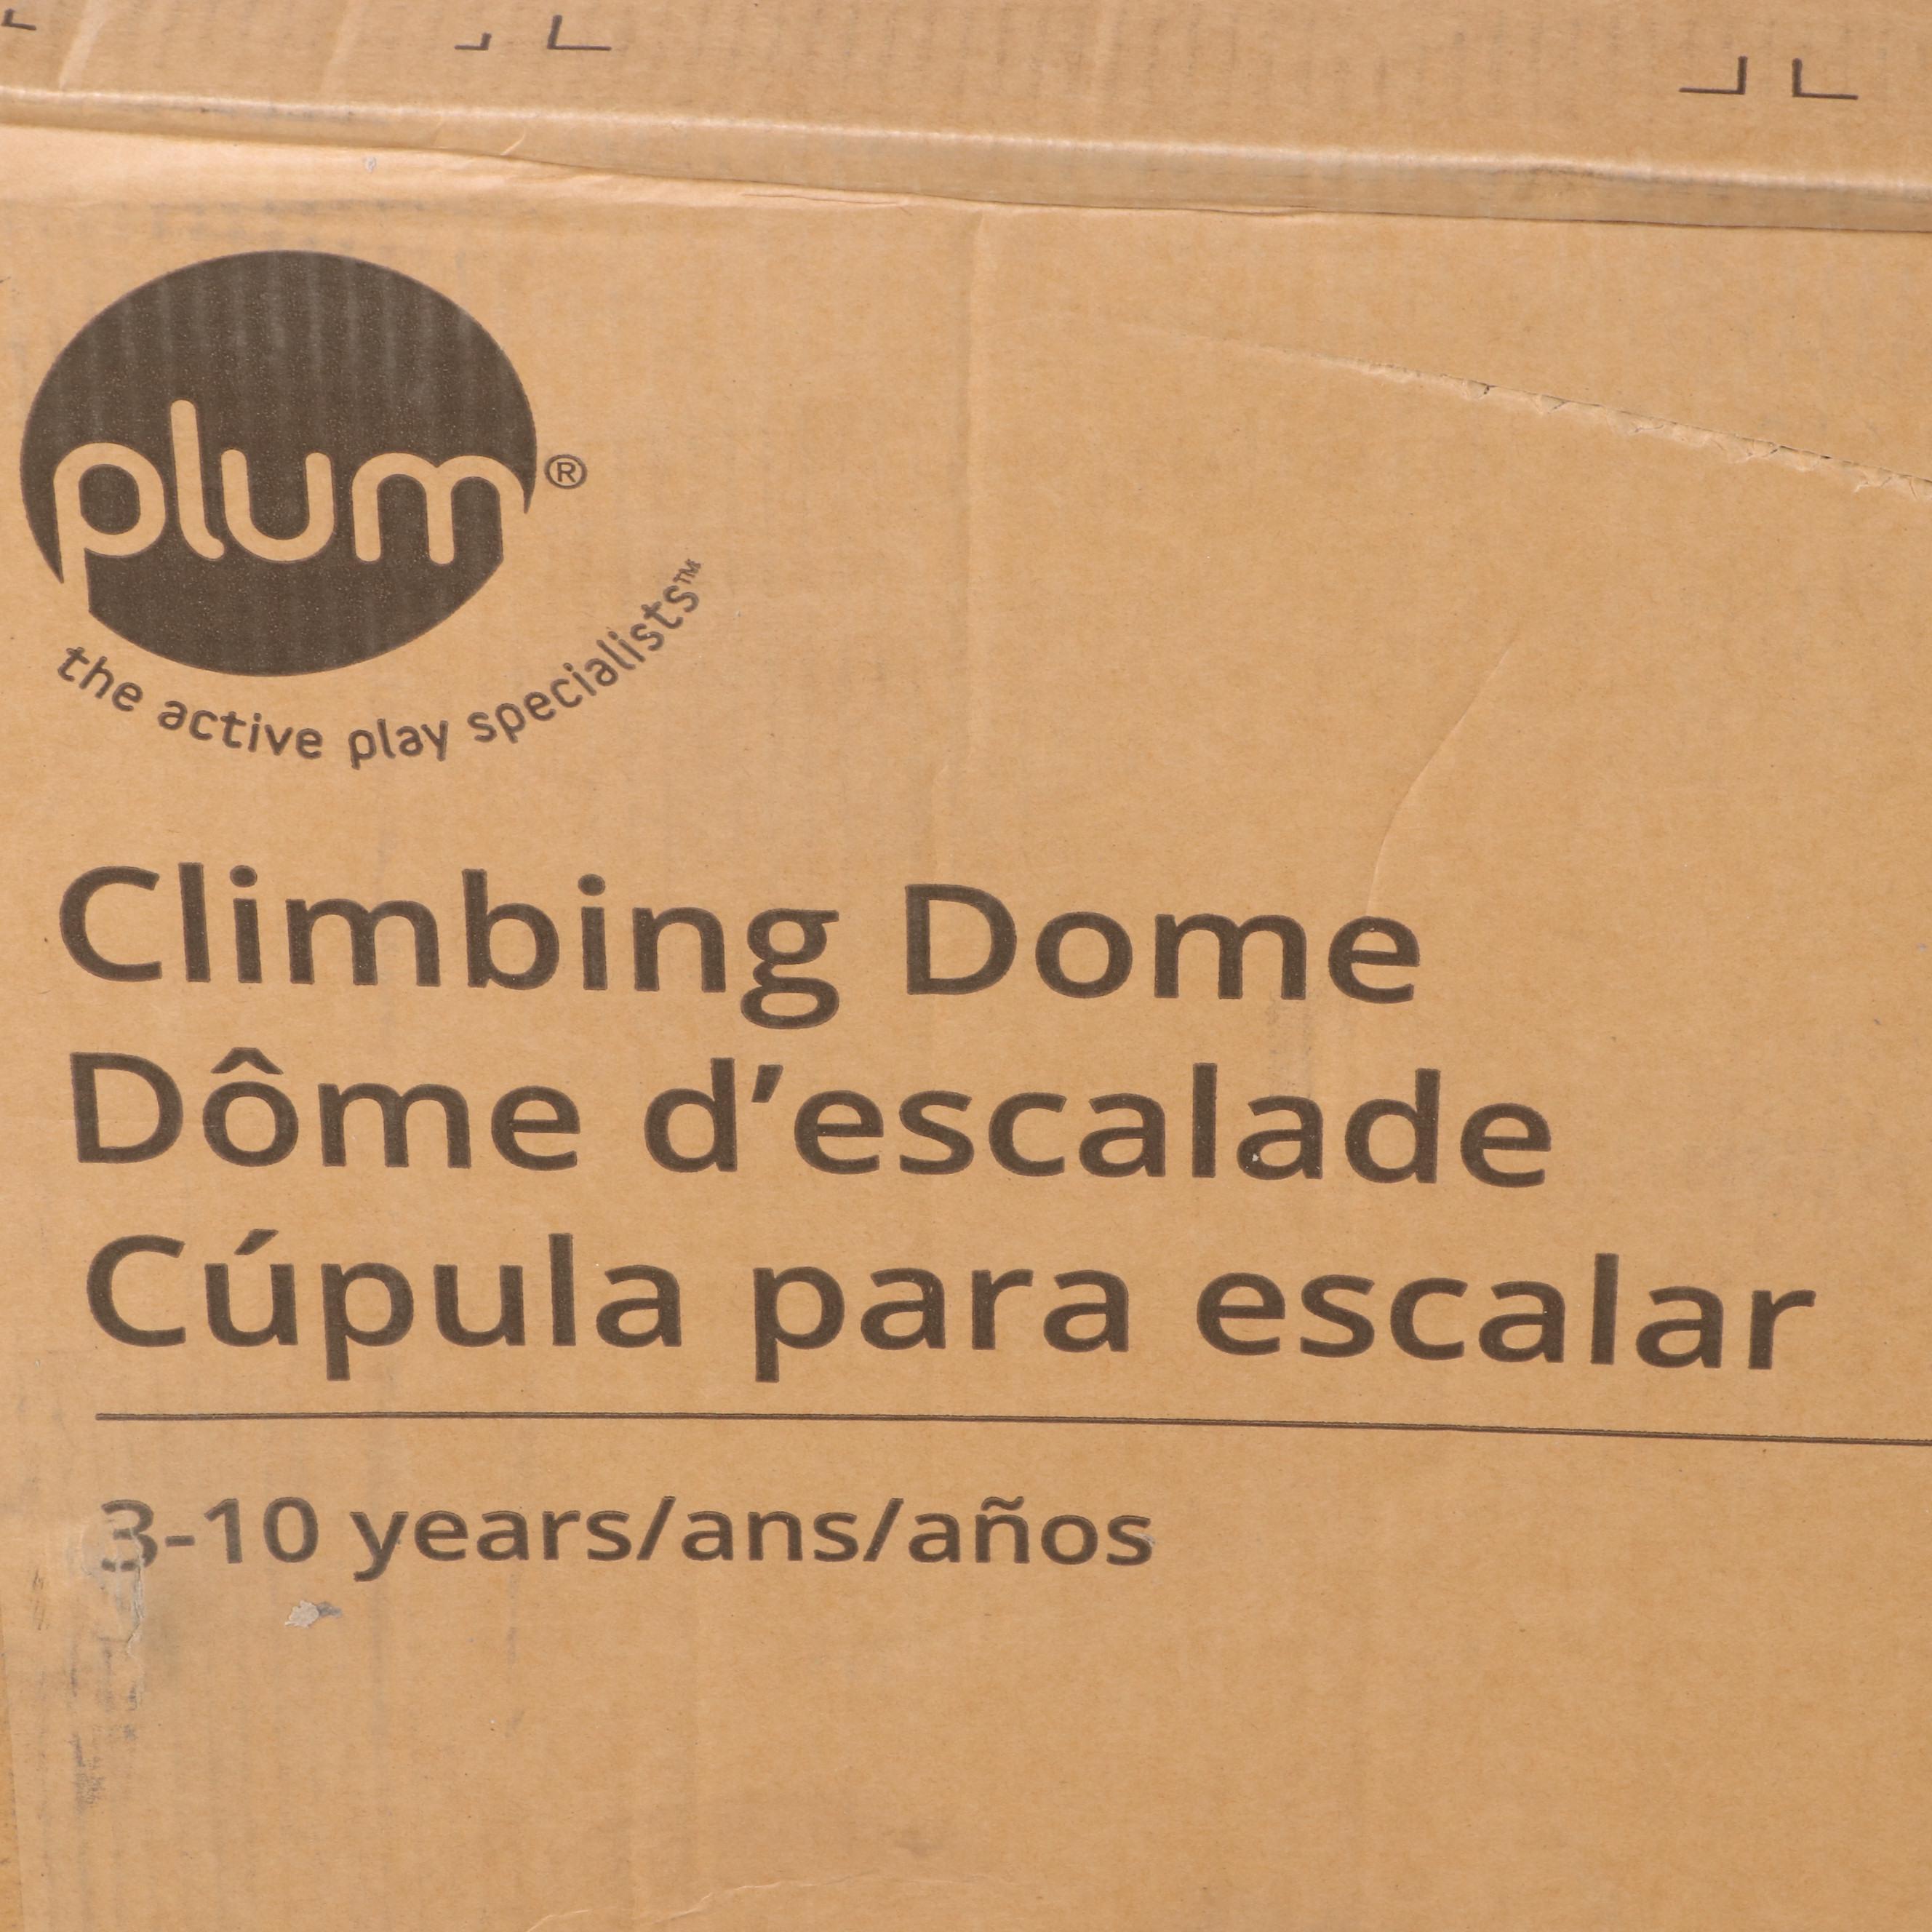 plum®
the active play specialists™
Climbing Dome
Dôme d’escalade
Cúpula para escalar
3-10 years/ans/años